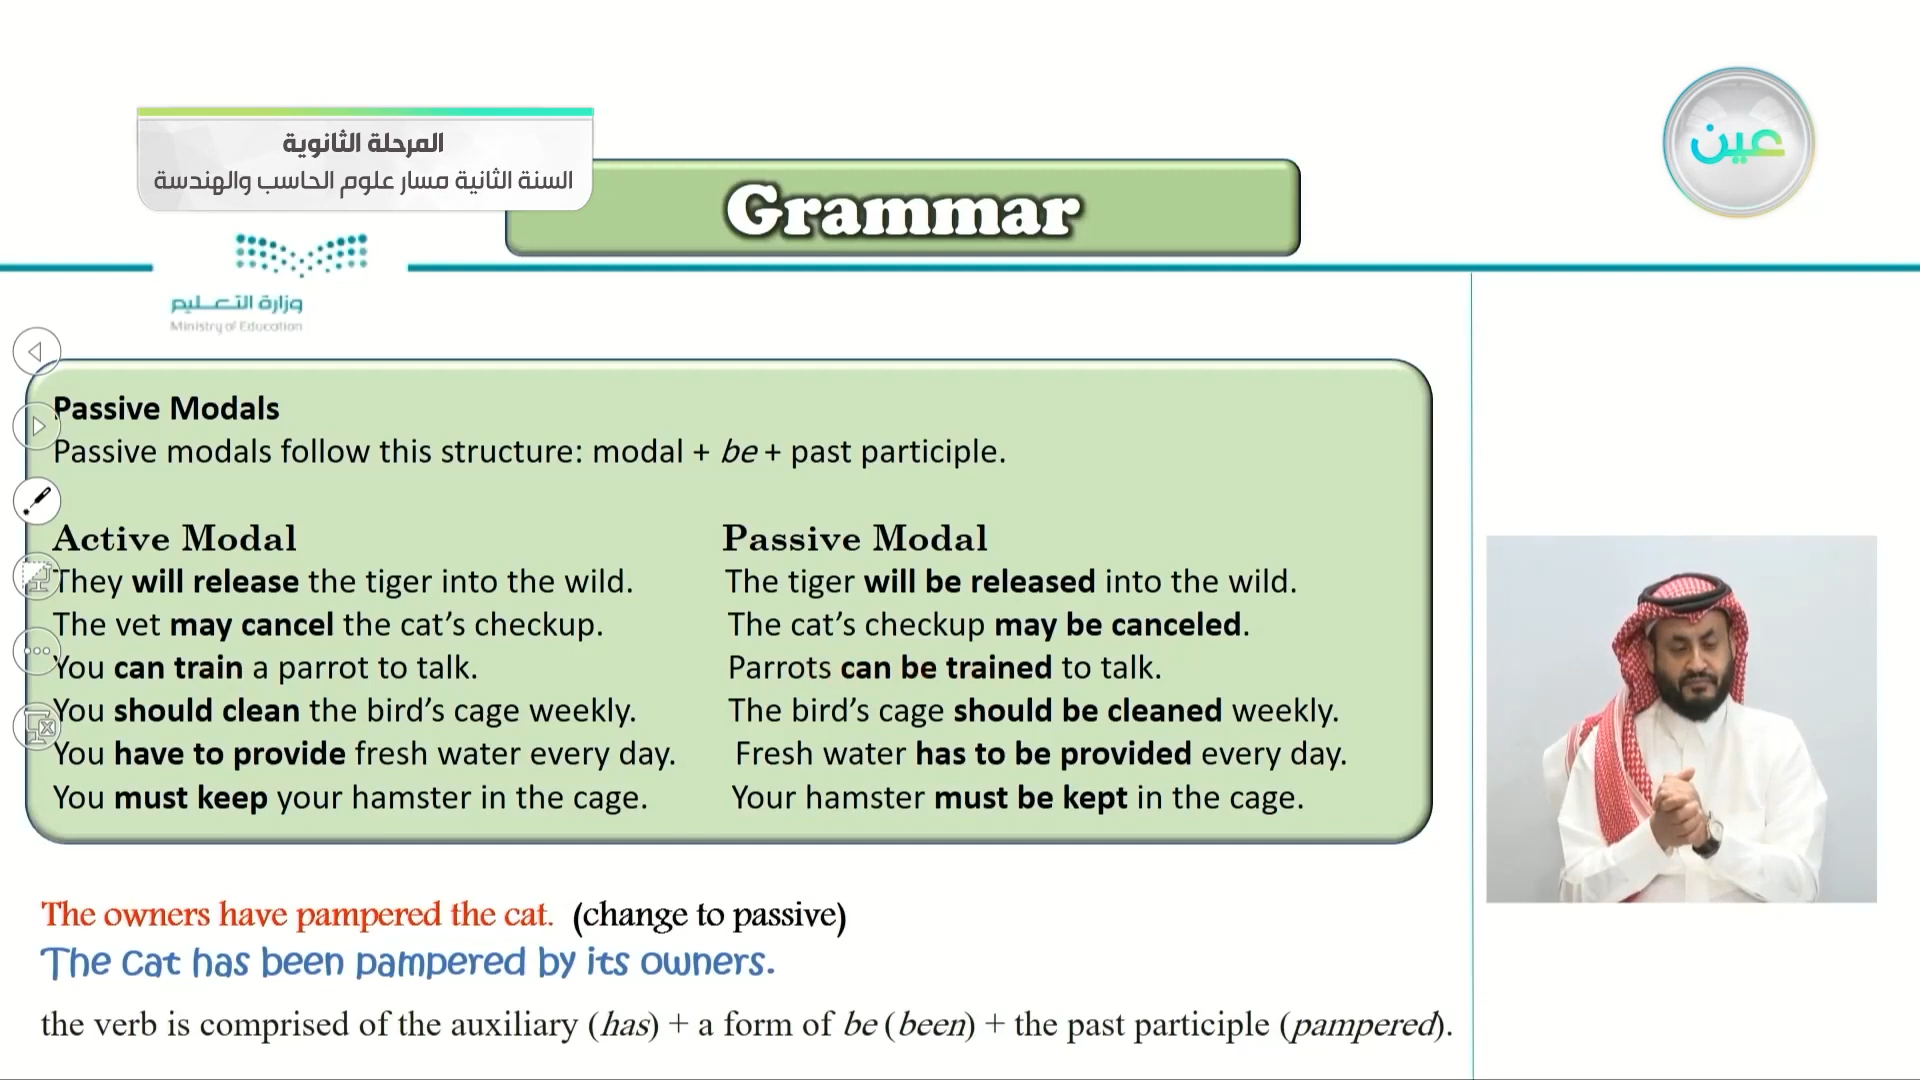 المرحلة الثانوية
السنة الثانية مسار علوم الحاسب والهندسة
عين
Grammar
وزارة التعليم
Ministry of Education
Passive Modals
Passive modals follow this structure: modal + be + past participle.
Active Modal
They will release the tiger into the wild.
The vet may cancel the cat’s checkup.
You can train a parrot to talk.
You should clean the bird’s cage weekly.
You have to provide fresh water every day.
You must keep your hamster in the cage.
Passive Modal
The tiger will be released into the wild.
The cat’s checkup may be canceled.
Parrots can be trained to talk.
The bird’s cage should be cleaned weekly.
Fresh water has to be provided every day.
Your hamster must be kept in the cage.
The owners have pampered the cat. (change to passive)
The cat has been pampered by its owners.
the verb is comprised of the auxiliary (has) + a form of be (been) + the past participle (pampered).